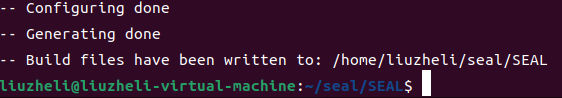 -- Configuring done
-- Generating done
-- Build files have been written to: /home/liuzheli/seal/SEAL
liuzheli@liuzheli-virtual-machine:~/seal/SEAL$